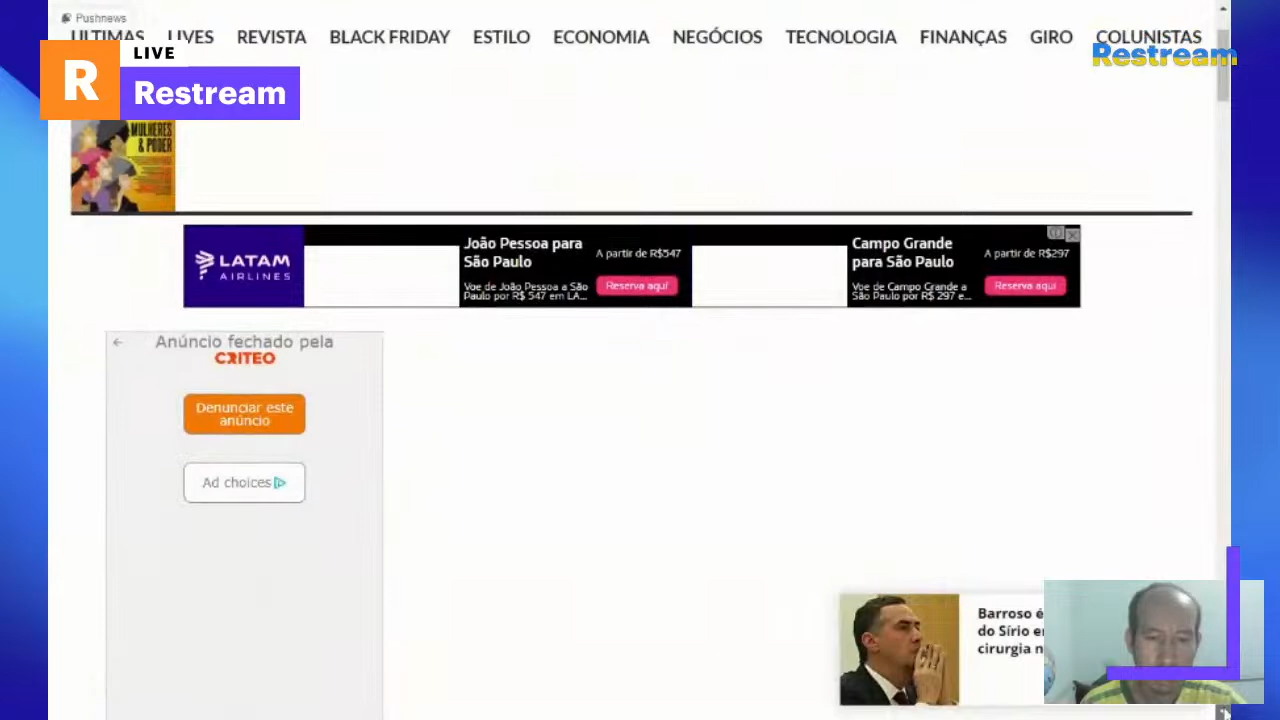 Pushnews
ULTIMAS LIVES REVISTA BLACK FRIDAY ESTILO ECONOMIA NEGÓCIOS TECNOLOGIA FINANÇAS GIRO COLUNISTAS
R
LIVE
Restream
Restream
MULHERES
& PODER
LATAM
AIRLINES
João Pessoa para
São Paulo
Voe de João Pessoa a São
Paulo por R$ 547 em LA...
A partir de R$547
Reserva aqui
Campo Grande
para São Paulo
Voe de Campo Grande a
São Paulo por R$ 297 e...
A partir de R$297
Reserva aqui
Anúncio fechado pela
CRITEO
Denunciar este
anúncio
Ad choices
Barroso é
do Sírio
cirurgia